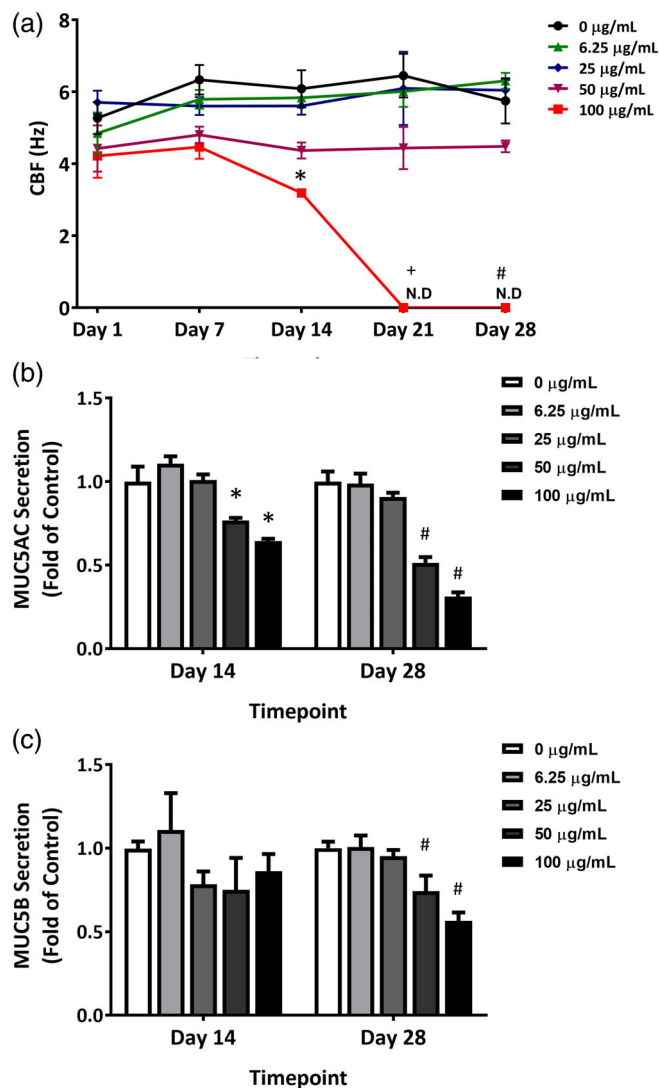 (a)
8
6
4
2
0
CBF (Hz)
0 μg/mL
6.25 μg/mL
25 μg/mL
50 μg/mL
100 μg/mL
*
+
#
N.D
N.D
Day 1 Day 7 Day 14 Day 21 Day 28
(b)
1.5
1.0
0.5
0.0
MUC5AC Secretion
(Fold of Control)
0 μg/mL
6.25 μg/mL
25 μg/mL
50 μg/mL
100 μg/mL
* *
# #
Day 14 Day 28
Timepoint
(c)
1.5
1.0
0.5
0.0
MUC5B Secretion
(Fold of Control)
0 μg/mL
6.25 μg/mL
25 μg/mL
50 μg/mL
100 μg/mL
# #
Day 14 Day 28
Timepoint